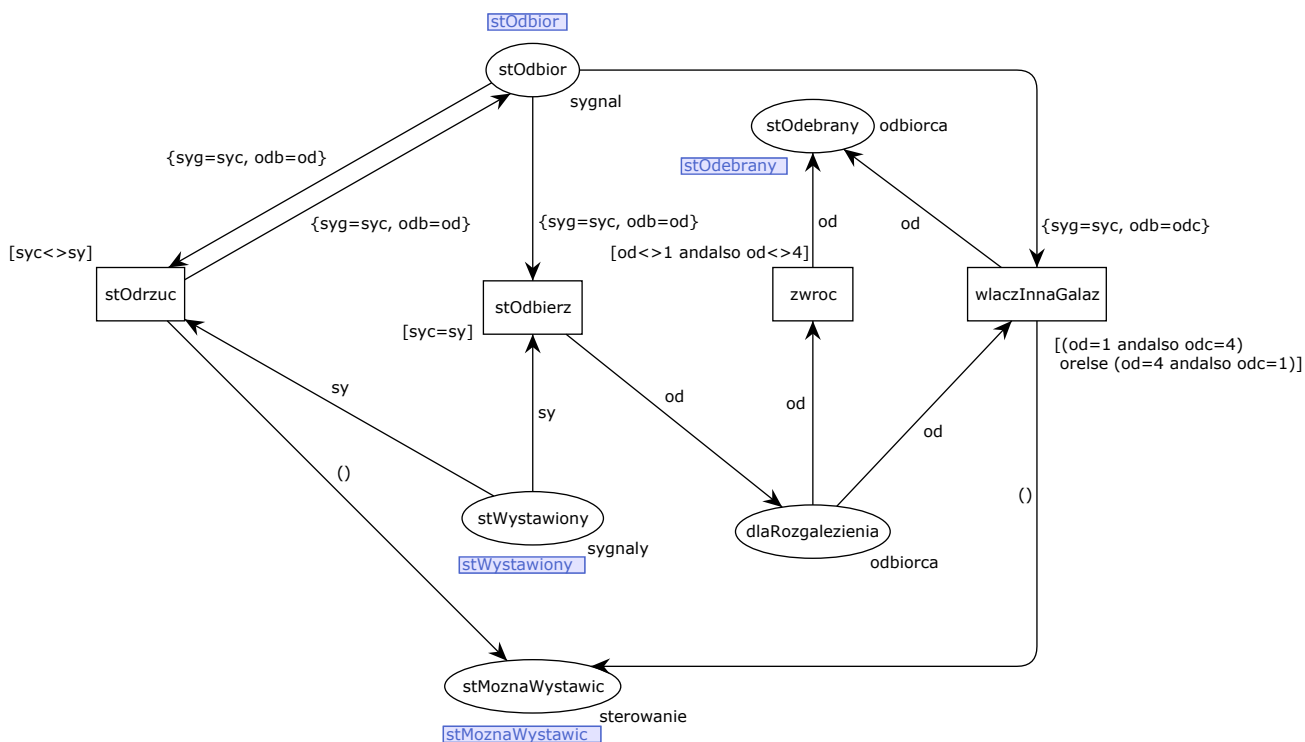 stOdbior
stOdbior
sygnal
stOdebrany
odbiorca
stOdebrany
{syg=syc, odb=od}
{syg=syc, odb=od}
{syg=syc, odb=od}
od
od
{syg=syc, odb=odc}
[syc<>sy]
[od<>1 andalso od<>4]
stOdrzuc
stOdbierz
zwroc
wlaczInnaGalaz
[syc=sy]
[(od=1 andalso odc=4)
orelse (od=4 andalso odc=1)]
sy
sy
od
od
od
()
()
stWystawiony
sygnaly
stWystawiony
dlaRozgalezienia
odbiorca
stMoznaWystawic
sterowanie
stMoznaWystawic